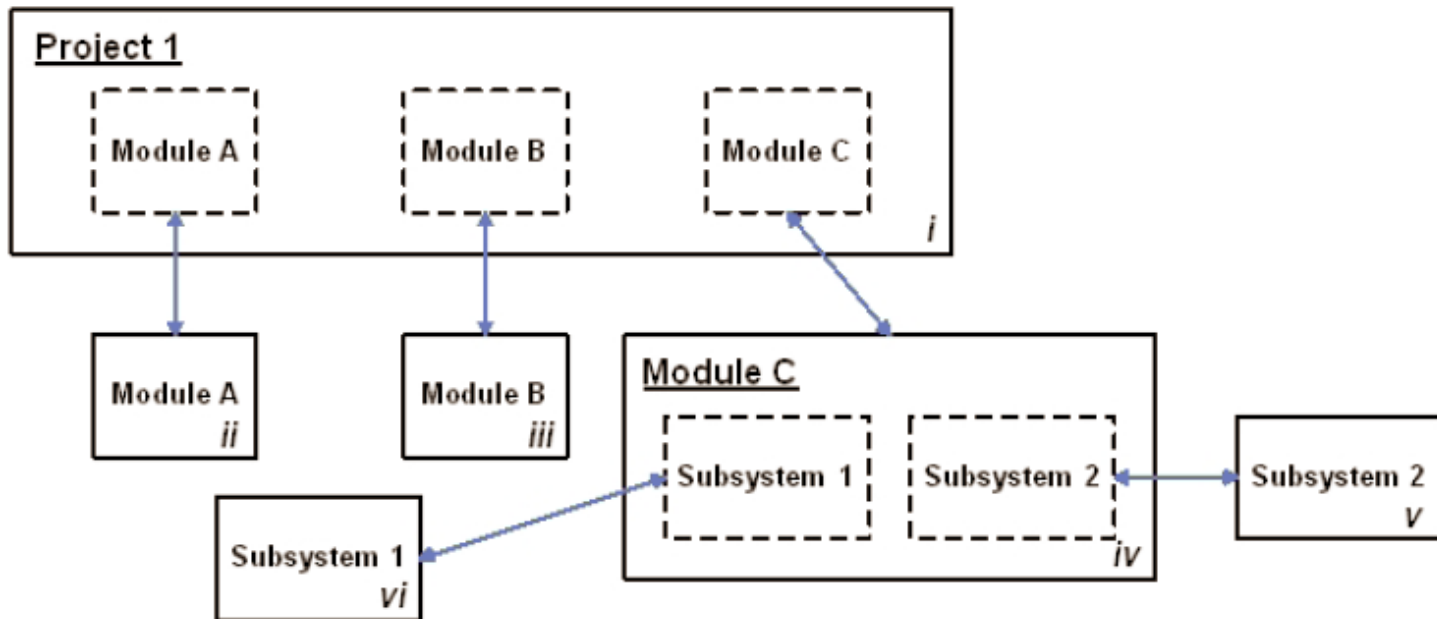 Project 1
Module A
Module B
Module C
i
Module A
ii
Module B
iii
Module C
Subsystem 1
Subsystem 2
iv
Subsystem 2
v
Subsystem 1
vi